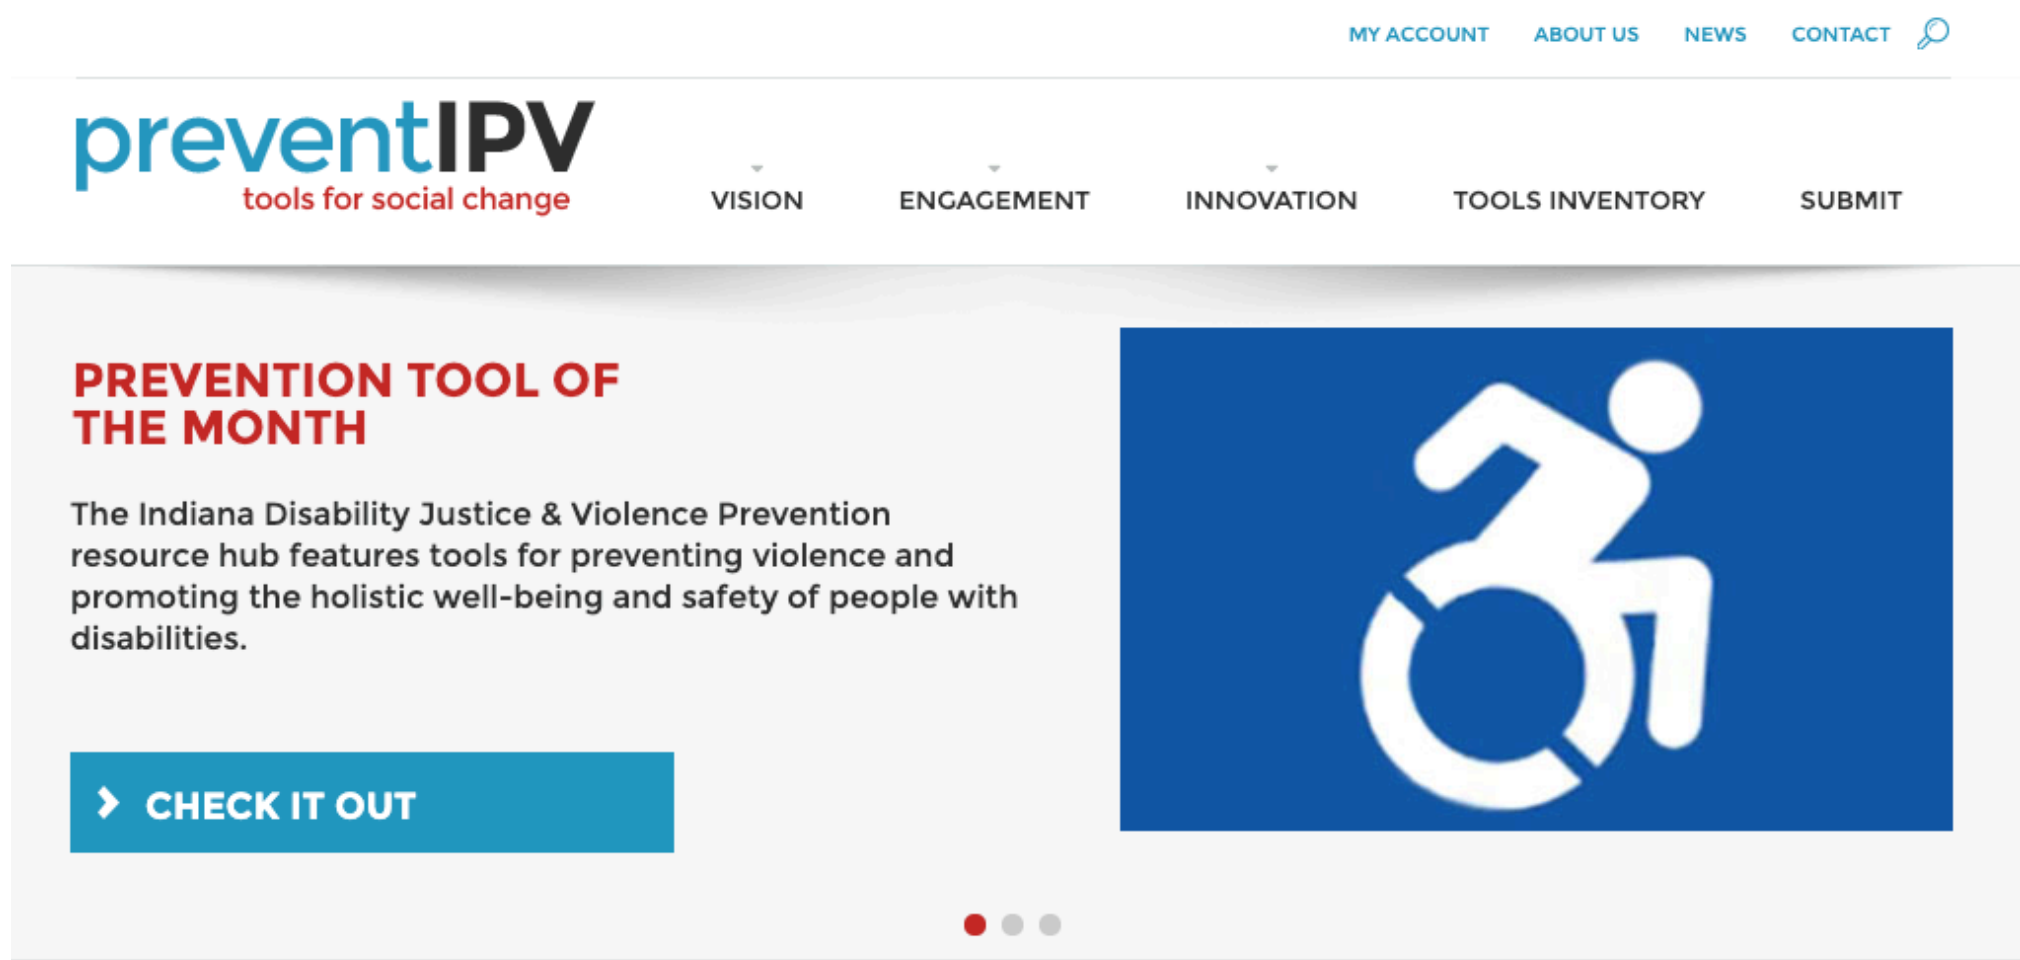 MY ACCOUNT ABOUT US NEWS CONTACT
preventIPV
tools for social change
VISION ENGAGEMENT INNOVATION TOOLS INVENTORY SUBMIT
PREVENTION TOOL OF
THE MONTH
The Indiana Disability Justice & Violence Prevention
resource hub features tools for preventing violence and
promoting the holistic well-being and safety of people with
disabilities.
CHECK IT OUT